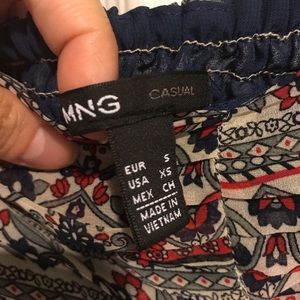 MNG CASUAL
EUR S
USA XS
MEX CH
MADE IN
VIETNAM